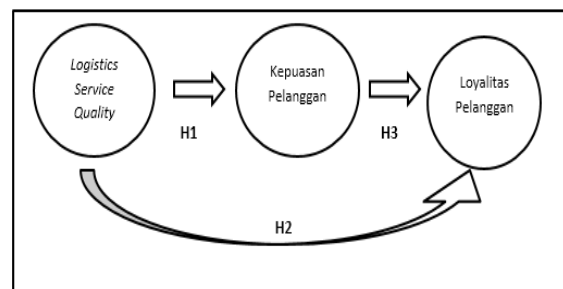 Logistics
Service
Quality
H1
Kepuasan
Pelanggan
H3
Loyalitas
Pelanggan
H2